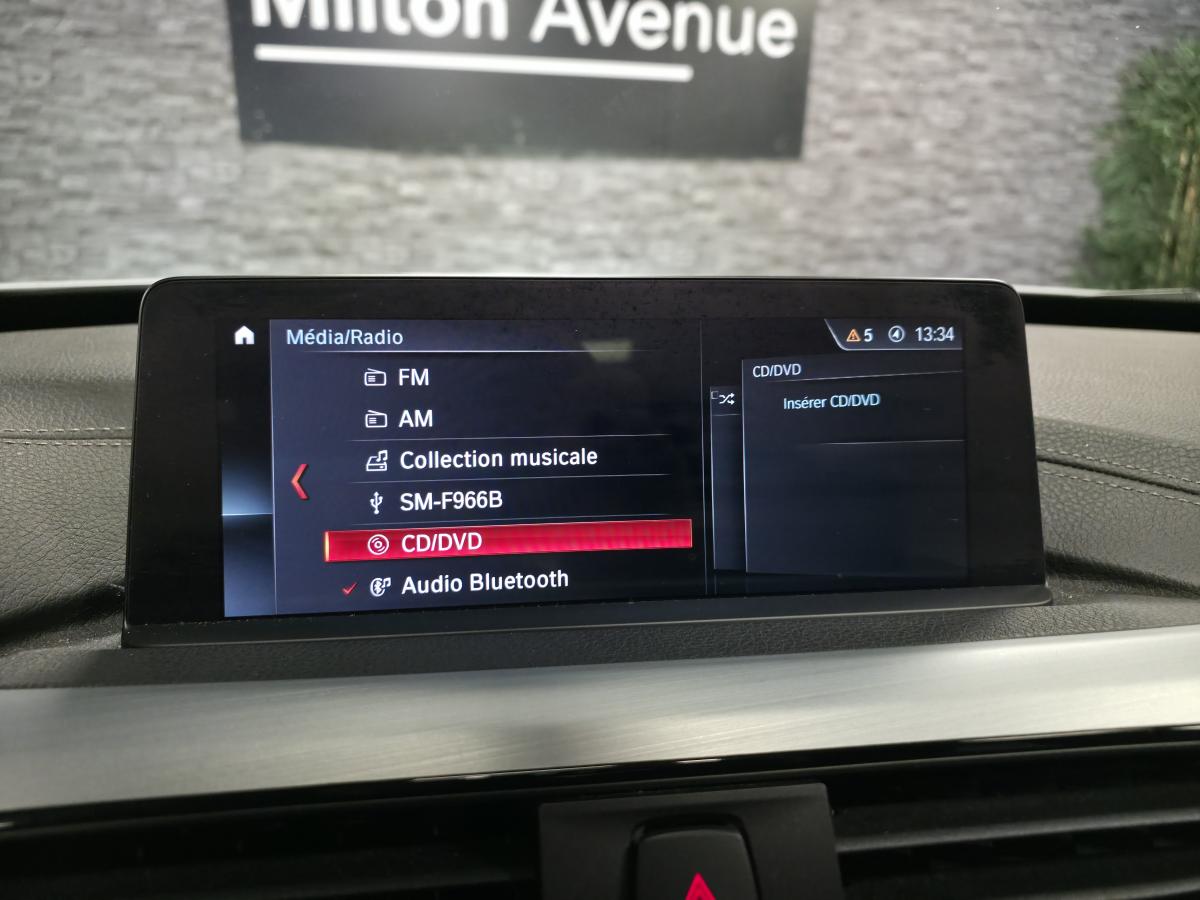 Milton Avenue
Média/Radio
5
13:34
FM
AM
Collection musicale
SM-F966B
CD/DVD
Audio Bluetooth
CD/DVD
Insérer CD/DVD